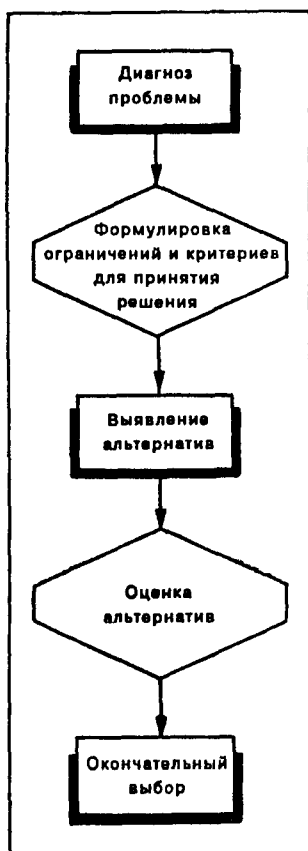 Диагноз
проблемы
Формулировка
ограничений и критериев
для принятия
решения
Выявление
альтернатив
Оценка
альтернатив
Окончательный
выбор